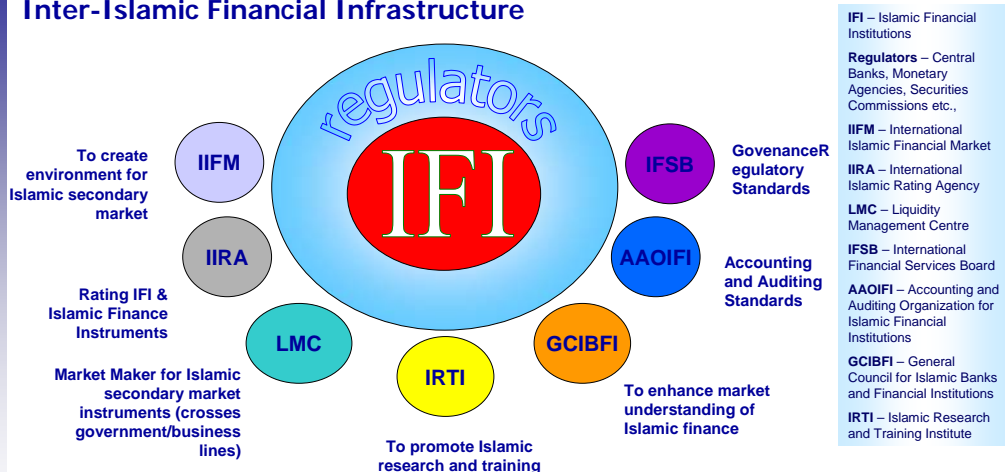 Inter-Islamic Financial Infrastructure
regulators
IFI
IIFM
To create
environment for
Islamic secondary
market
IIRA
Rating IFI &
Islamic Finance
Instruments
LMC
Market Maker for Islamic
secondary market
instruments (crosses
government/business
lines)
IRTI
To promote Islamic
research and training
GCIBFI
To enhance market
understanding of
Islamic finance
AAOIFI
Accounting
and Auditing
Standards
IFSB
GovenanceR
egulatory
Standards
IFI – Islamic Financial
Institutions
Regulators – Central
Banks, Monetary
Agencies, Securities
Commissions etc.,
IIFM – International
Islamic Financial Market
IIRA – International
Islamic Rating Agency
LMC – Liquidity
Management Centre
IFSB – International
Financial Services Board
AAOIFI – Accounting and
Auditing Organization for
Islamic Financial
Institutions
GCIBFI – General
Council for Islamic Banks
and Financial Institutions
IRTI – Islamic Research
and Training Institute